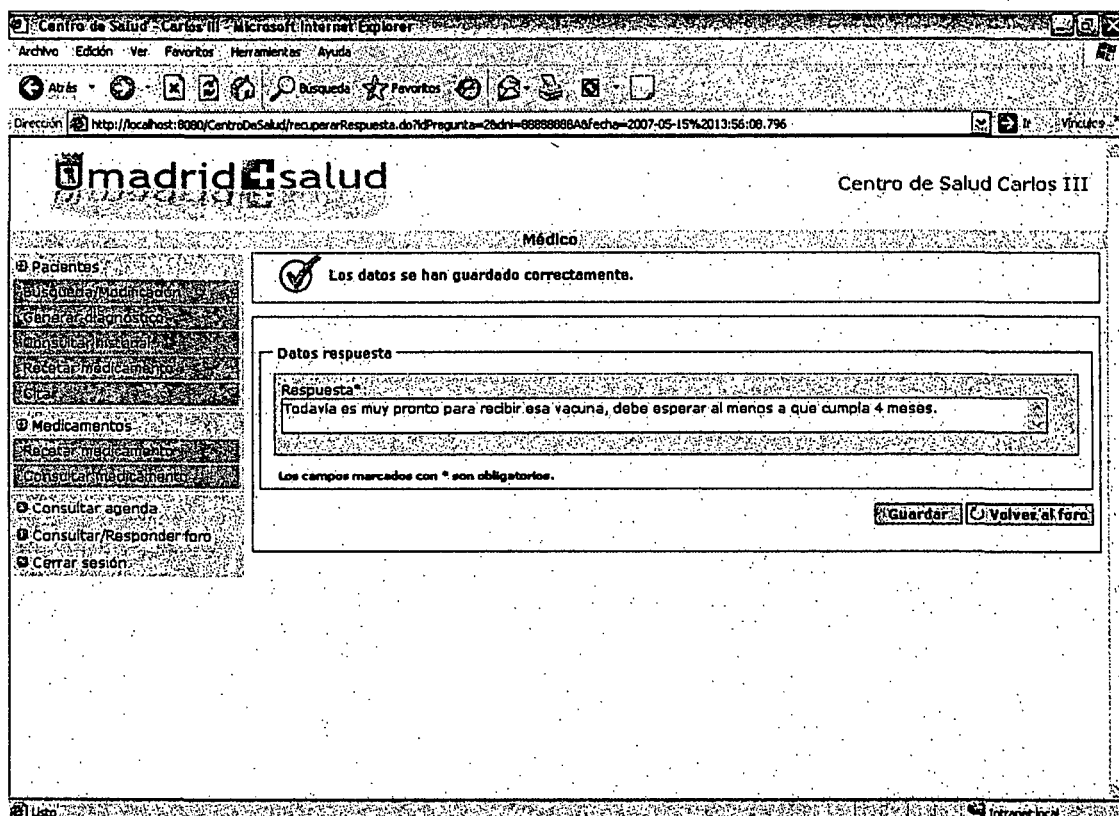 Centro de Salud - Carlos III - Microsoft Internet Explorer
Archivo Edición Ver Favoritos Herramientas Ayuda
Atrás Búsqueda Favoritos
Dirección http://localhost:8080/CentroDeSalud/recuperarRespuesta.do?idPregunta=2&dni=88888888A&fecha=2007-05-15%2013:56:08.796 Ir Vínculos
madrid salud
Centro de Salud Carlos III
Médico
Pacientes
Búsqueda/Modificación
Generar diagnóstico
Consultar historial
Recetar medicamento
Citar
Medicamentos
Recetar medicamento
Consultar medicamento
Consultar agenda
Consultar/Responder foro
Cerrar sesión
Los datos se han guardado correctamente.
Datos respuesta
Respuesta*
Todavía es muy pronto para recibir esa vacuna, debe esperar al menos a que cumpla 4 meses.
Los campos marcados con * son obligatorios.
Guardar Volver al foro
Listo Intranet local